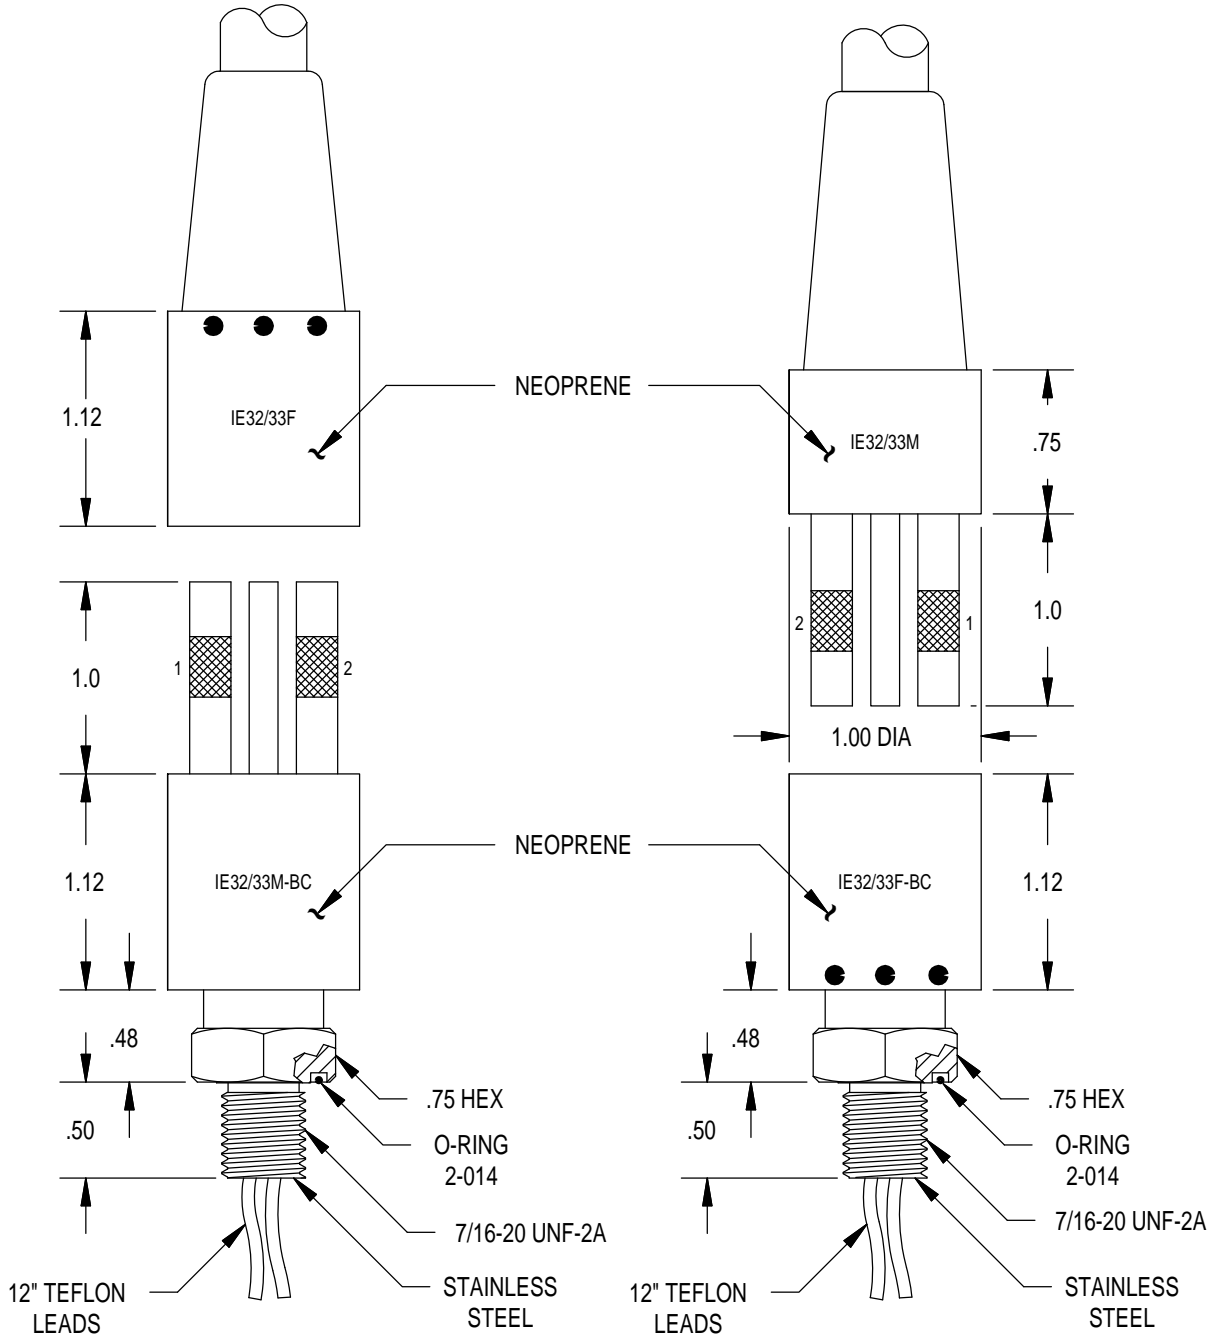 1.12
IE32/33F
NEOPRENE
IE32/33M
.75
1
2
1.0
2
1
1.0
1.00 DIA
1.12
IE32/33M-BC
NEOPRENE
IE32/33F-BC
1.12
.48
.75 HEX
.50
O-RING
2-014
7/16-20 UNF-2A
12" TEFLON
LEADS
STAINLESS
STEEL
.48
.75 HEX
.50
O-RING
2-014
7/16-20 UNF-2A
12" TEFLON
LEADS
STAINLESS
STEEL